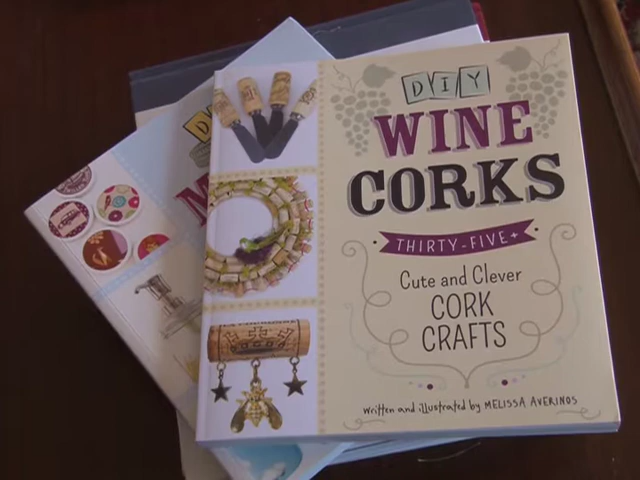 DIY
WINE
CORKS
THIRTY-FIVE+
Cute and Clever
CORK
CRAFTS
Written and illustrated by MELISSA AVERINOS